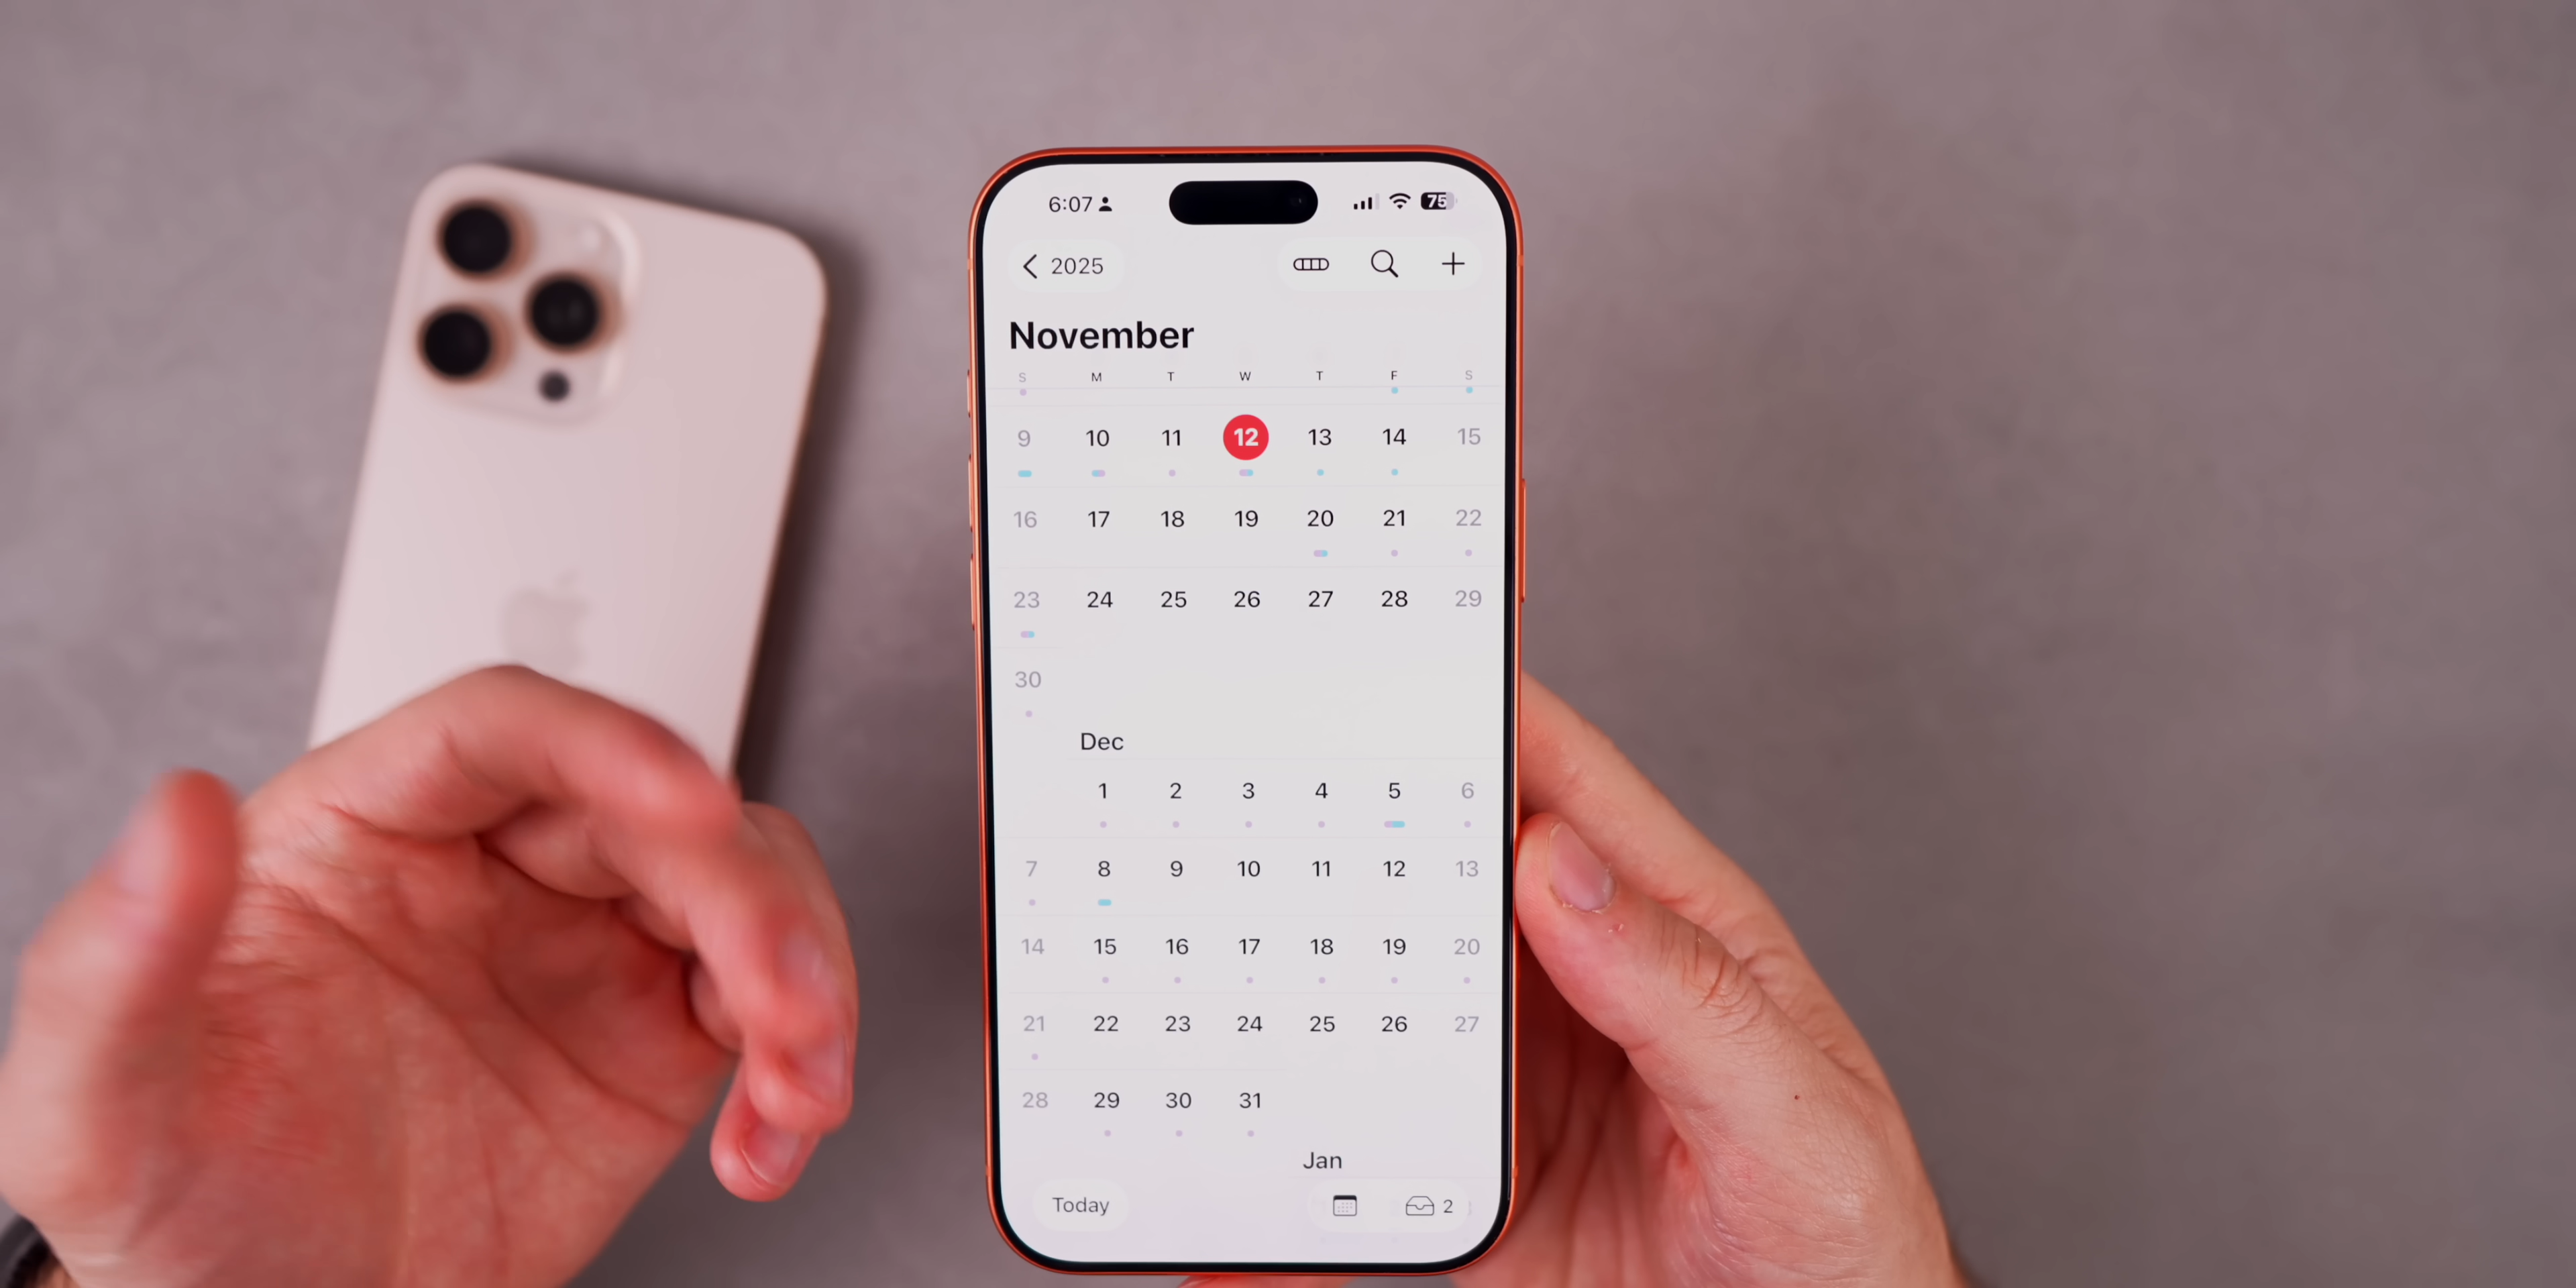 6:07 75
2025
November
S M T W T F S
9 10 11 12 13 14 15
16 17 18 19 20 21 22
23 24 25 26 27 28 29
30
Dec
1 2 3 4 5 6
7 8 9 10 11 12 13
14 15 16 17 18 19 20
21 22 23 24 25 26 27
28 29 30 31
Jan
Today 2